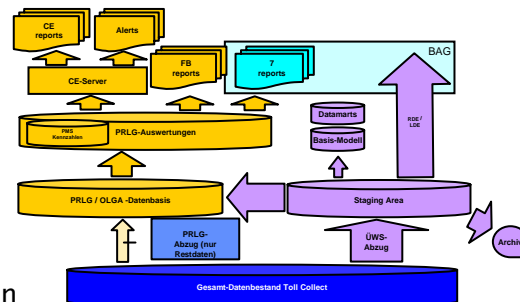 CE
reports
Alerts
BAG
FB
reports
7
reports
CE-Server
PRLG-Auswertungen
PMS
Kennzahlen
Datamarts
Basis-Modell
RDE /
LDE
PRLG / OLGA -Datenbasis
Staging Area
PRLG-
Abzug (nur
Restdaten)
ÜWS-
Abzug
Archiv
Gesamt-Datenbestand Toll Collect
n